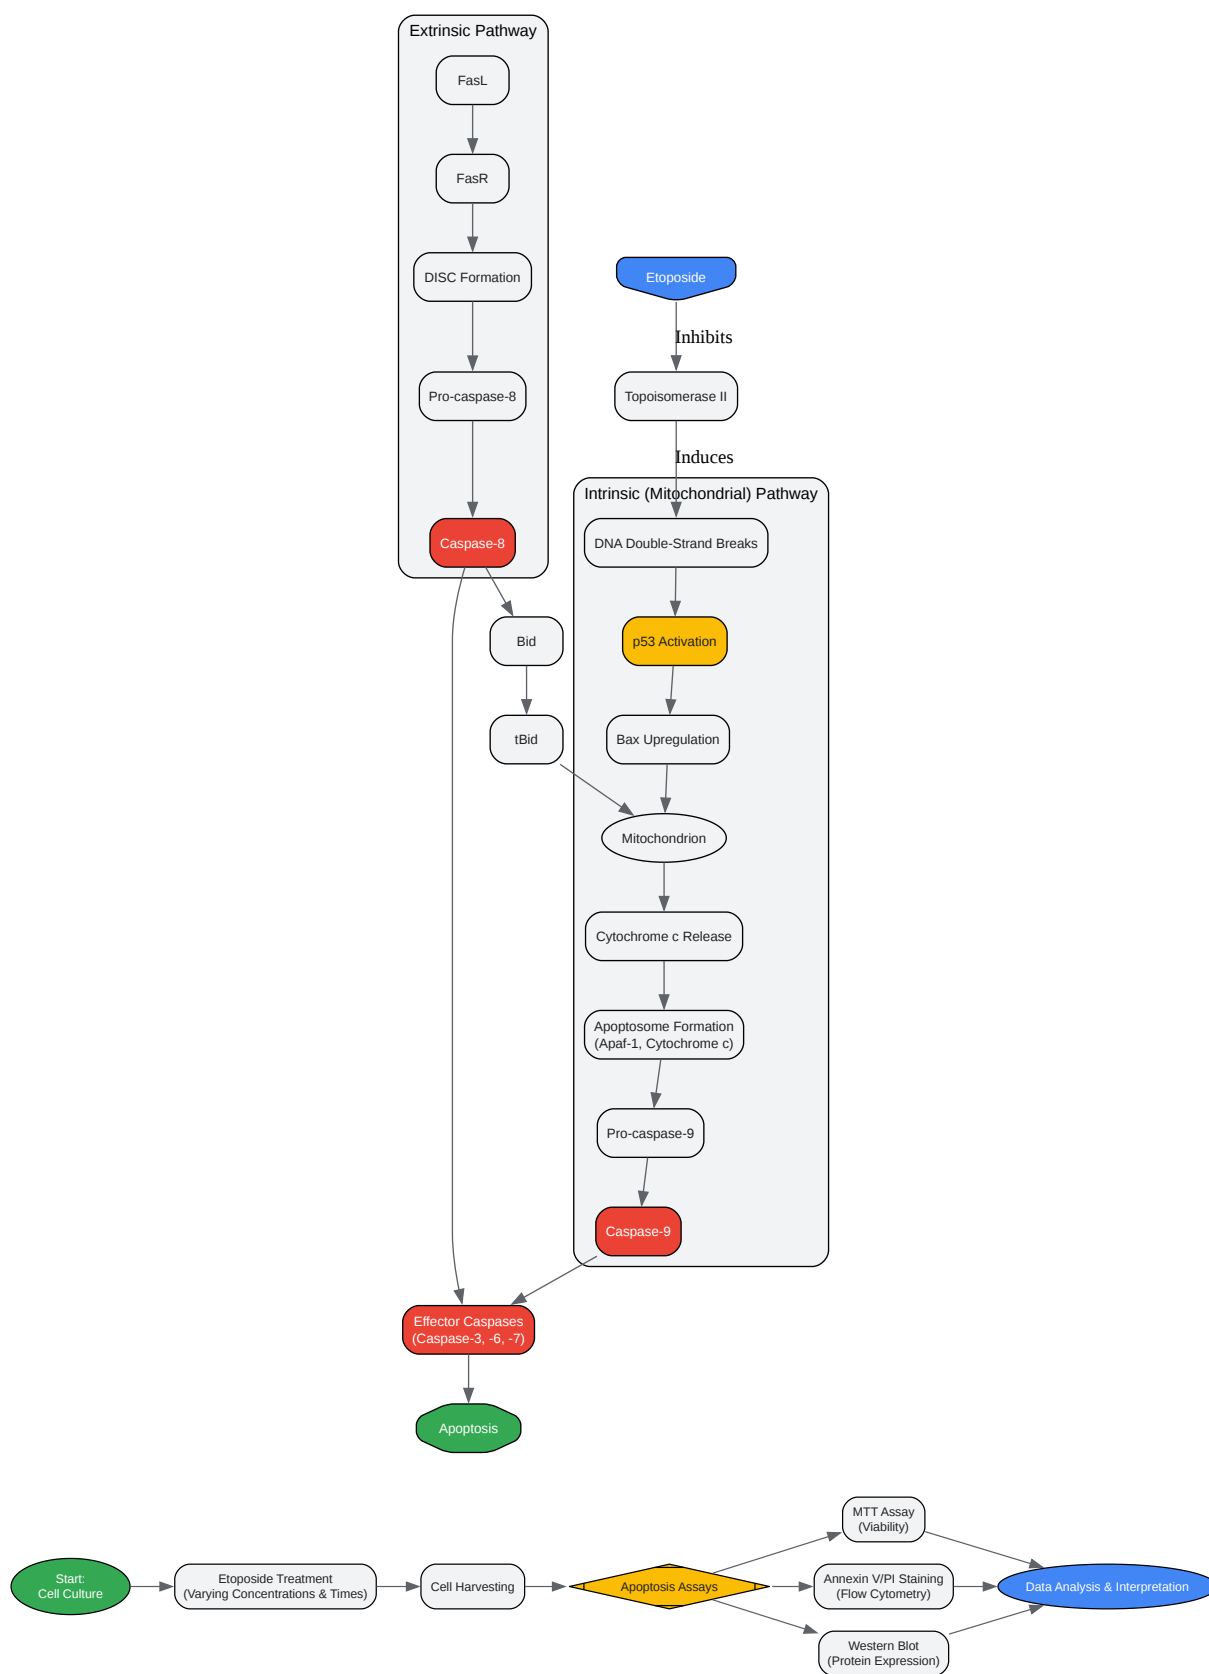 Extrinsic Pathway
FasL
FasR
DISC Formation
Pro-caspase-8
Caspase-8
Etoposide
Inhibits
Topoisomerase II
Induces
Intrinsic (Mitochondrial) Pathway
DNA Double-Strand Breaks
p53 Activation
Bid
tBid
Bax Upregulation
Mitochondrion
Cytochrome c Release
Apoptosome Formation
(Apaf-1, Cytochrome c)
Pro-caspase-9
Caspase-9
Effector Caspases
(Caspase-3, -6, -7)
Apoptosis
Start:
Cell Culture
Etoposide Treatment
(Varying Concentrations & Times)
Cell Harvesting
Apoptosis Assays
MTT Assay
(Viability)
Annexin V/PI Staining
(Flow Cytometry)
Western Blot
(Protein Expression)
Data Analysis & Interpretation